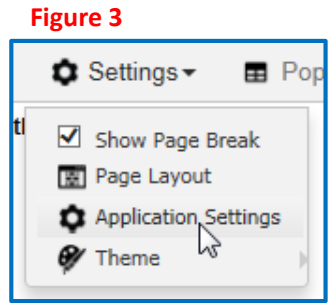 Figure 3
Settings Pop
Show Page Break
Page Layout
Application Settings
Theme